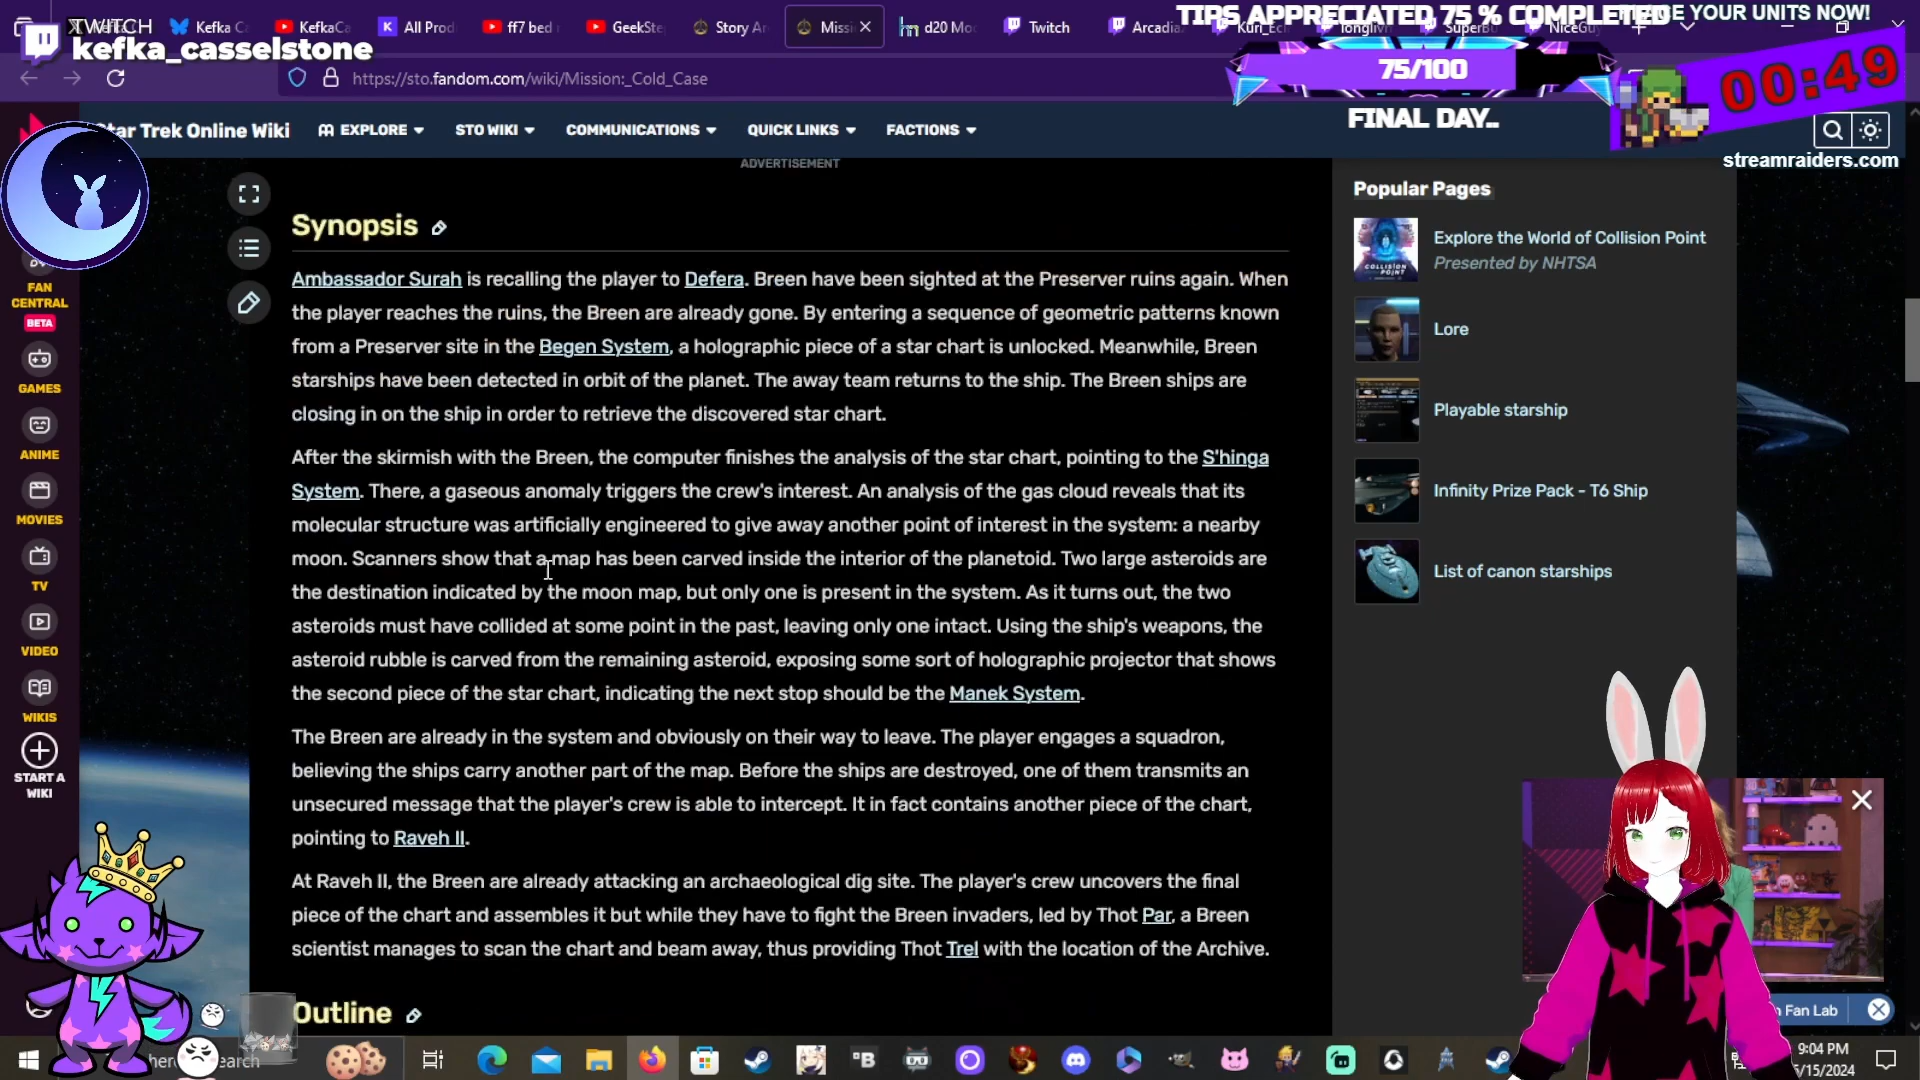 TWITCH
kefka_casselstone
Kefka C
KefkaCa
All Prod
ff7 bed
GeekSte
Story Ar
Missi
d20 Mo
Twitch
Arcadia
TIPS APPRECIATED 75 % COMPLETED
YOUR UNITS NOW!
https://sto.fandom.com/wiki/Mission:_Cold_Case
75/100
00:49
FINAL DAY..
streamraiders.com
Star Trek Online Wiki
EXPLORE
STO WIKI
COMMUNICATIONS
QUICK LINKS
FACTIONS
ADVERTISEMENT
FAN CENTRAL
BETA
GAMES
ANIME
MOVIES
TV
VIDEO
WIKIS
START A WIKI
Synopsis
Ambassador Surah is recalling the player to Defera. Breen have been sighted at the Preserver ruins again. When
the player reaches the ruins, the Breen are already gone. By entering a sequence of geometric patterns known
from a Preserver site in the Begen System, a holographic piece of a star chart is unlocked. Meanwhile, Breen
starships have been detected in orbit of the planet. The away team returns to the ship. The Breen ships are
closing in on the ship in order to retrieve the discovered star chart.
After the skirmish with the Breen, the computer finishes the analysis of the star chart, pointing to the S'hinga
System. There, a gaseous anomaly triggers the crew's interest. An analysis of the gas cloud reveals that its
molecular structure was artificially engineered to give away another point of interest in the system: a nearby
moon. Scanners show that a map has been carved inside the interior of the planetoid. Two large asteroids are
the destination indicated by the moon map, but only one is present in the system. As it turns out, the two
asteroids must have collided at some point in the past, leaving only one intact. Using the ship's weapons, the
asteroid rubble is carved from the remaining asteroid, exposing some sort of holographic projector that shows
the second piece of the star chart, indicating the next stop should be the Manek System.
The Breen are already in the system and obviously on their way to leave. The player engages a squadron,
believing the ships carry another part of the map. Before the ships are destroyed, one of them transmits an
unsecured message that the player's crew is able to intercept. It in fact contains another piece of the chart,
pointing to Raveh II.
At Raveh II, the Breen are already attacking an archaeological dig site. The player's crew uncovers the final
piece of the chart and assembles it but while they have to fight the Breen invaders, led by Thot Par, a Breen
scientist manages to scan the chart and beam away, thus providing Thot Trel with the location of the Archive.
Outline
Popular Pages
Explore the World of Collision Point
Presented by NHTSA
Lore
Playable starship
Infinity Prize Pack - T6 Ship
List of canon starships
Fan Lab
9:04 PM
5/15/2024